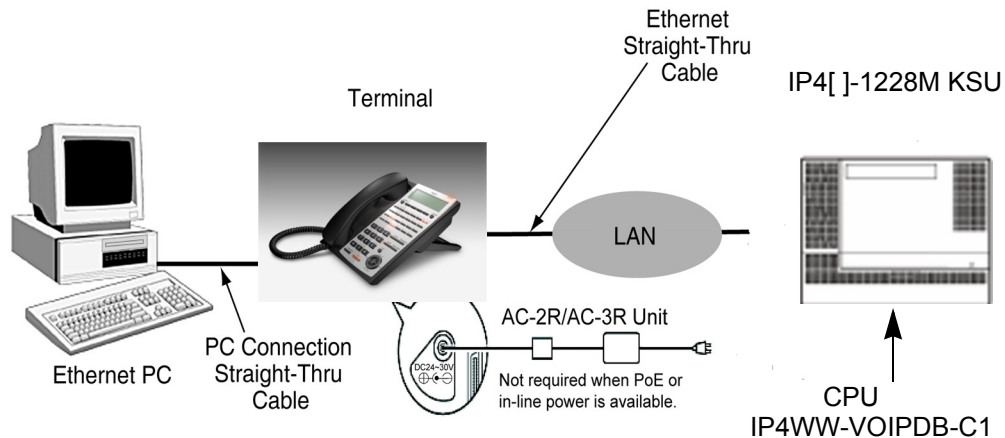 Ethernet
Straight-Thru
Cable
IP4[ ]-1228M KSU
Terminal
LAN
AC-2R/AC-3R Unit
DC24~30V
Not required when PoE or
in-line power is available.
Ethernet PC
PC Connection
Straight-Thru
Cable
CPU
IP4WW-VOIPDB-C1